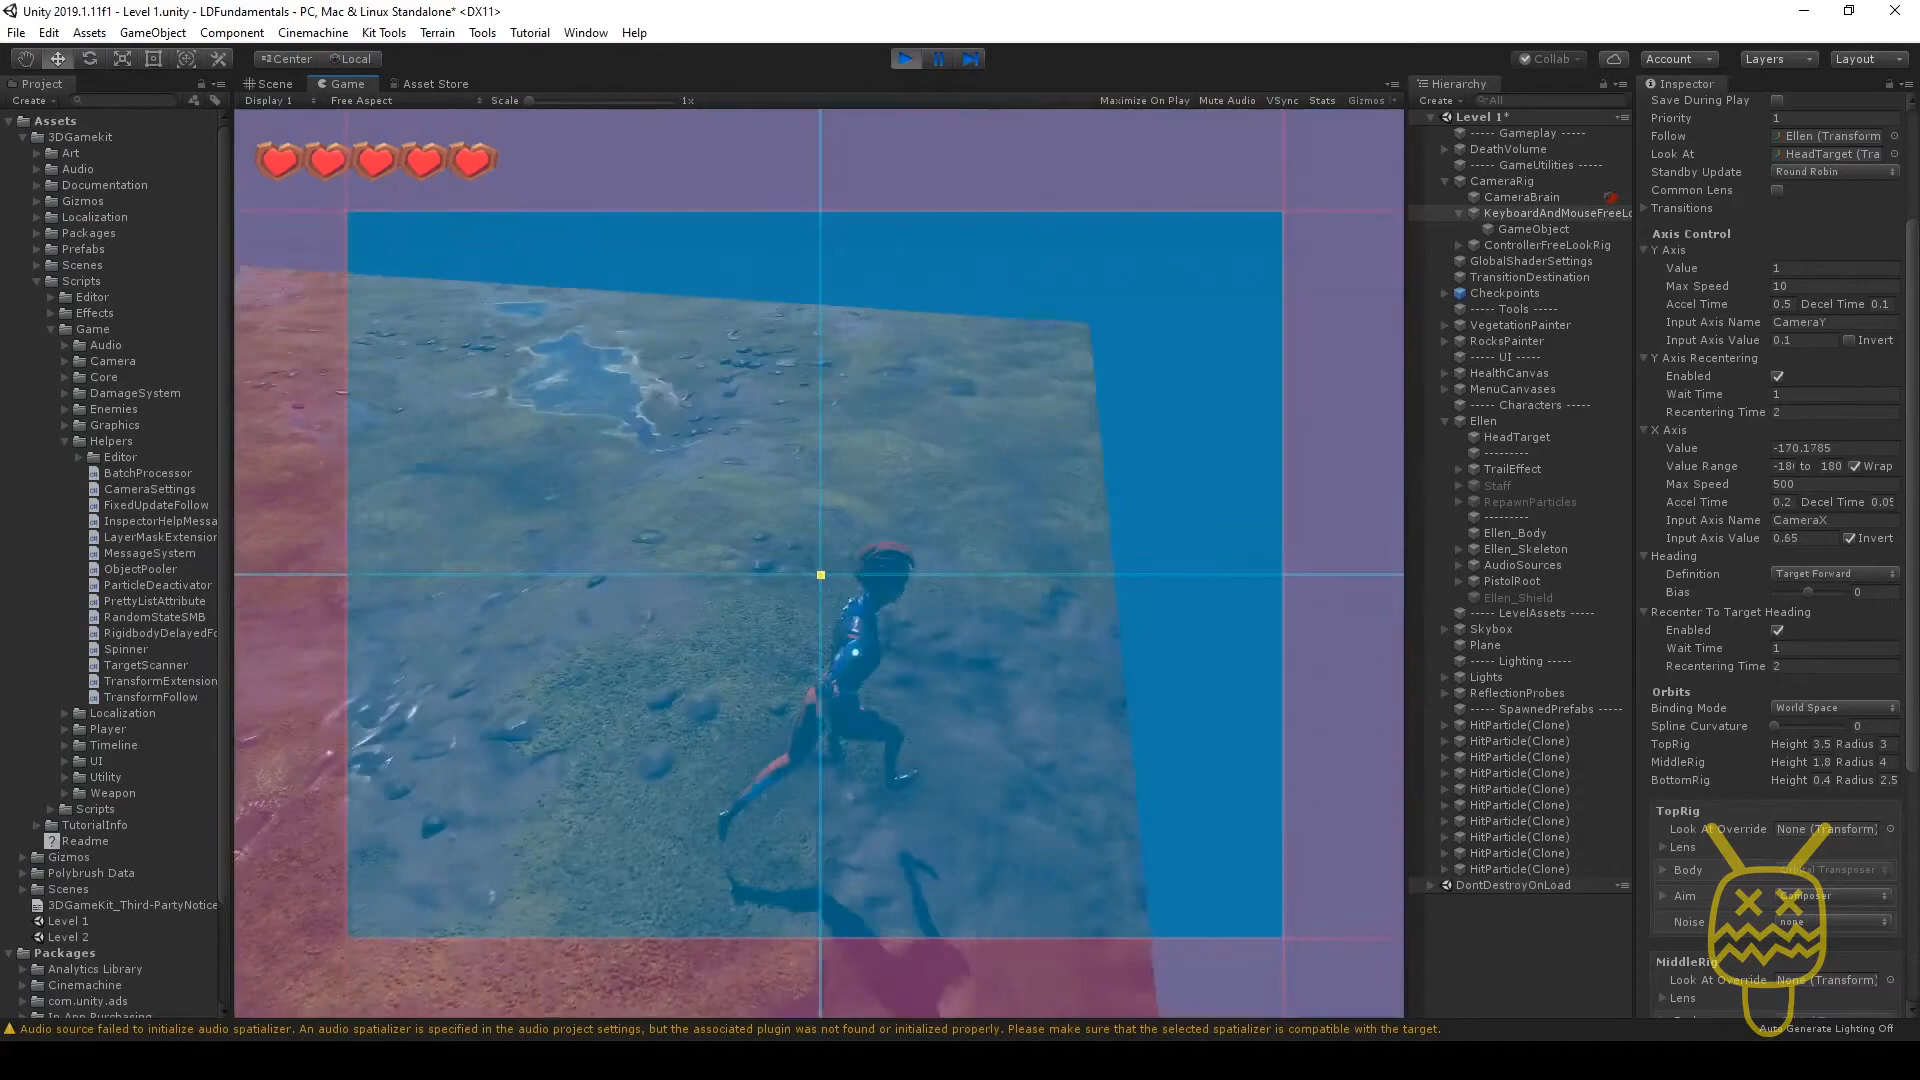 Unity 2019.1.11f1 - Level 1.unity - LDFundamentals - PC, Mac & Linux Standalone* <DX11>
File Edit Assets GameObject Component Cinemachine Kit Tools Terrain Tools Tutorial Window Help
Center Local Collab Account Layers Layout
Project
Create
Assets
3DGamekit
Art
Audio
Documentation
Gizmos
Localization
Packages
Prefabs
Scenes
Scripts
Editor
Effects
Game
Audio
Camera
Core
DamageSystem
Enemies
Graphics
Helpers
Editor
BatchProcessor
CameraSettings
FixedUpdateFollow
InspectorHelpMessa
LayerMaskExtension
MessageSystem
ObjectPooler
ParticleDeactivator
PrettyListAttribute
RandomStateSMB
RigidbodyDelayedFo
Spinner
TargetScanner
TransformExtension
TransformFollow
Localization
Player
Timeline
UI
Utility
Weapon
Scripts
TutorialInfo
Readme
Gizmos
Polybrush Data
Scenes
3DGameKit_Third-PartyNotice
Level 1
Level 2
Packages
Analytics Library
Cinemachine
com.unity.ads
In App Purchasing
Scene Game Asset Store
Display 1 Free Aspect Scale 1x Maximize On Play Mute Audio VSync Stats Gizmos
Hierarchy
Create All
Level 1*
----- Gameplay -----
DeathVolume
----- GameUtilities -----
CameraRig
CameraBrain
KeyboardAndMouseFreeLo
GameObject
ControllerFreeLookRig
GlobalShaderSettings
TransitionDestination
Checkpoints
----- Tools -----
VegetationPainter
RocksPainter
----- UI -----
HealthCanvas
MenuCanvases
----- Characters -----
Ellen
HeadTarget
---------
TrailEffect
Staff
RepawnParticles
---------
Ellen_Body
Ellen_Skeleton
AudioSources
PistolRoot
Ellen_Shield
----- LevelAssets -----
Skybox
Plane
----- Lighting -----
Lights
ReflectionProbes
----- SpawnedPrefabs -----
HitParticle(Clone)
HitParticle(Clone)
HitParticle(Clone)
HitParticle(Clone)
HitParticle(Clone)
HitParticle(Clone)
HitParticle(Clone)
HitParticle(Clone)
HitParticle(Clone)
HitParticle(Clone)
DontDestroyOnLoad
Inspector
Save During Play
Priority 1
Follow Ellen (Transform
Look At HeadTarget (Tra
Standby Update Round Robin
Common Lens
Transitions
Axis Control
Y Axis
Value 1
Max Speed 10
Accel Time 0.5 Decel Time 0.1
Input Axis Name CameraY
Input Axis Value 0.1 Invert
Y Axis Recentering
Enabled
Wait Time 1
Recentering Time 2
X Axis
Value -170.1785
Value Range -18 to 180 Wrap
Max Speed 500
Accel Time 0.2 Decel Time 0.05
Input Axis Name CameraX
Input Axis Value 0.65 Invert
Heading
Definition Target Forward
Bias 0
Recenter To Target Heading
Enabled
Wait Time 1
Recentering Time 2
Orbits
Binding Mode World Space
Spline Curvature 0
TopRig Height 3.5 Radius 3
MiddleRig Height 1.8 Radius 4
BottomRig Height 0.4 Radius 2.5
TopRig
Look At Override None (Transform)
Lens
Body Orbital Transposer
Aim Composer
Noise none
MiddleRig
Look At Override None (Transform)
Lens
Audio source failed to initialize audio spatializer. An audio spatializer is specified in the audio project settings, but the associated plugin was not found or initialized properly. Please make sure that the selected spatializer is compatible with the target.
Auto Generate Lighting Off